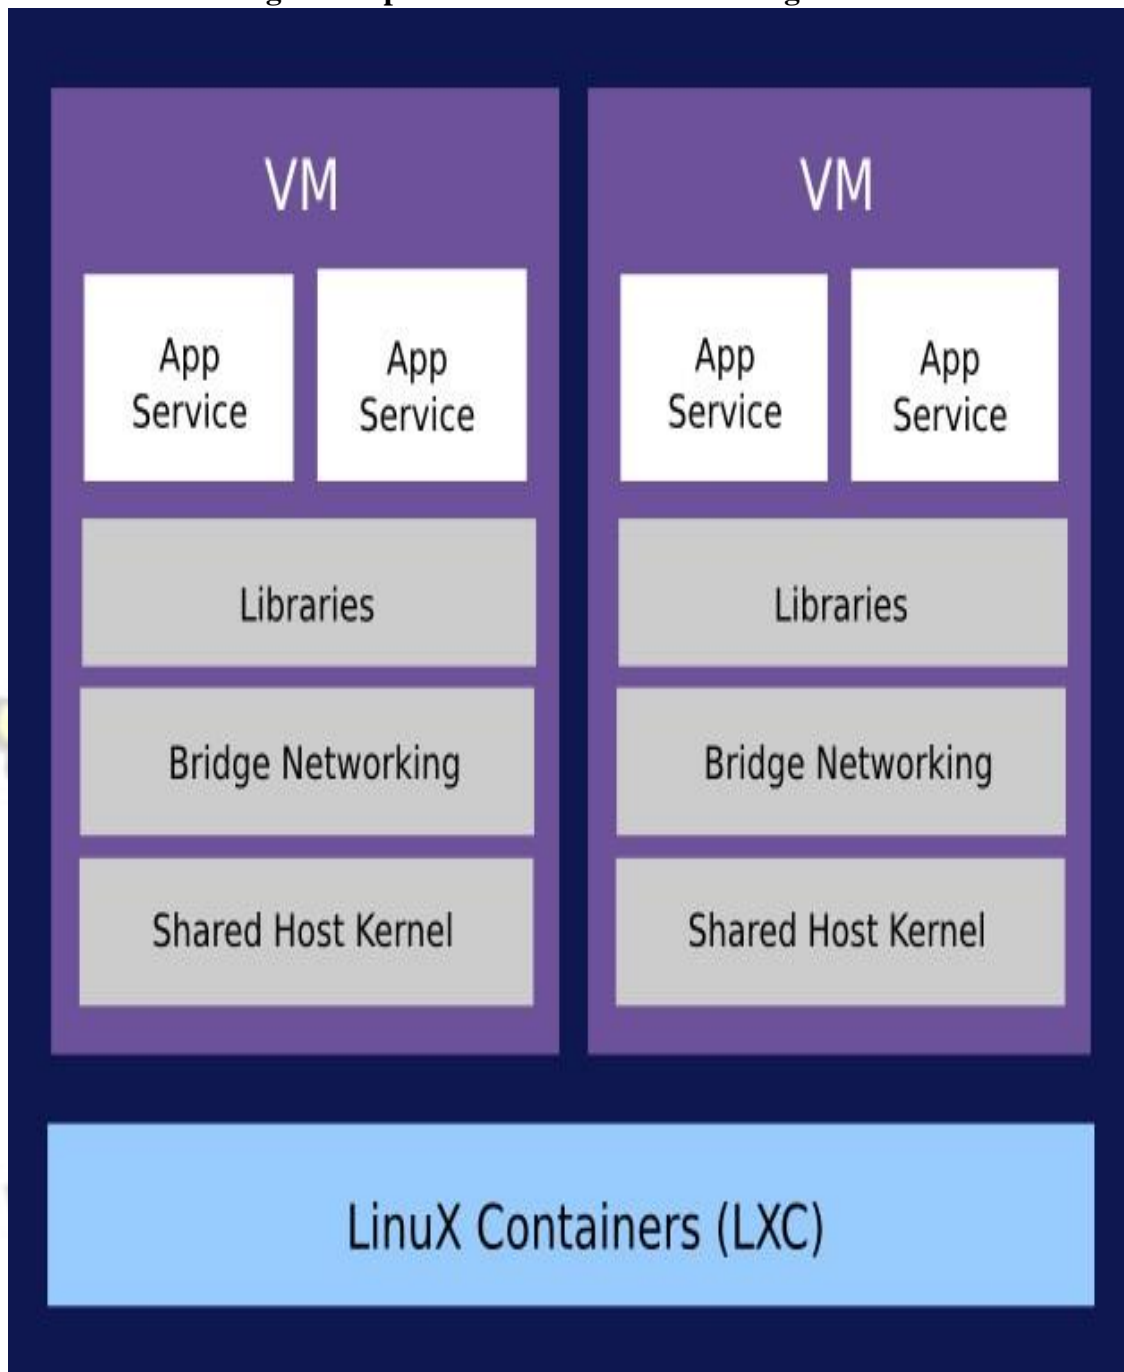 VM
App
Service
App
Service
Libraries
Bridge Networking
Shared Host Kernel
VM
App
Service
App
Service
Libraries
Bridge Networking
Shared Host Kernel
LinuX Containers (LXC)